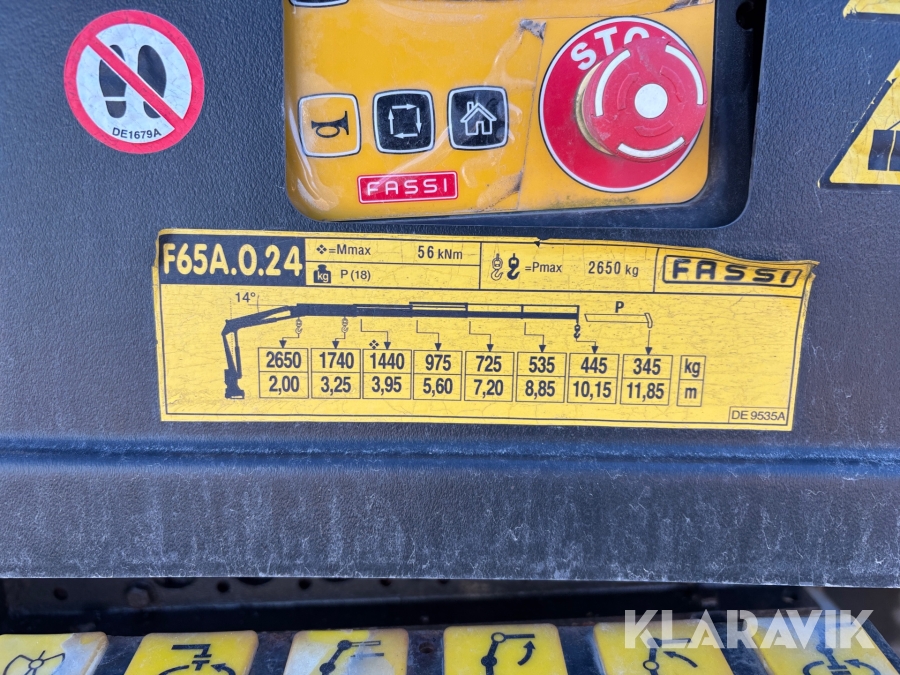 STO
DE1679A
FASSI
F65A.0.24
❖=Mmax 56 kNm
kg P (18)
=Pmax 2650 kg
FASSI
14°
P
2650 1740 1440 975 725 535 445 345 kg
2,00 3,25 3,95 5,60 7,20 8,85 10,15 11,85 m
DE 9535A
KLARAVIK